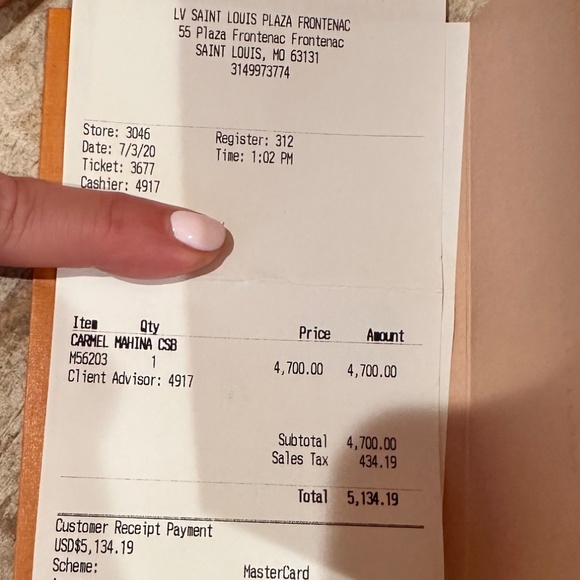 LV SAINT LOUIS PLAZA FRONTENAC
55 Plaza Frontenac Frontenac
SAINT LOUIS, MO 63131
3149973774
Store: 3046 Register: 312
Date: 7/3/20 Time: 1:02 PM
Ticket: 3677
Cashier: 4917
Item Qty Price Amount
CARMEL MAHINA CSB
M56203 1 4,700.00 4,700.00
Client Advisor: 4917
Subtotal 4,700.00
Sales Tax 434.19
Total 5,134.19
Customer Receipt Payment
USD$5,134.19
Scheme: MasterCard